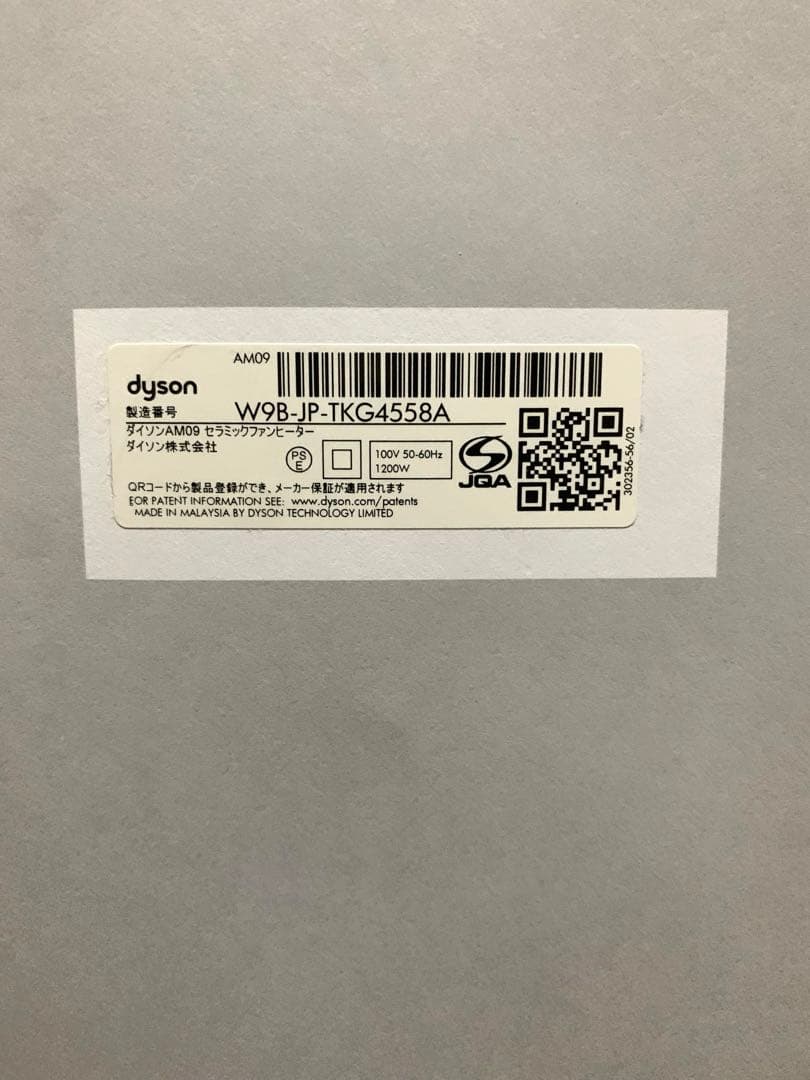 AM09
dyson
製造番号 W9B-JP-TKG4558A
ダイソンAM09 セラミックファンヒーター
ダイソン株式会社
PS
E
100V 50-60Hz
1200W
JQA
QRコードから製品登録ができ、メーカー保証が適用されます
FOR PATENT INFORMATION SEE: www.dyson.com/patents
MADE IN MALAYSIA BY DYSON TECHNOLOGY LIMITED
302356-56/02